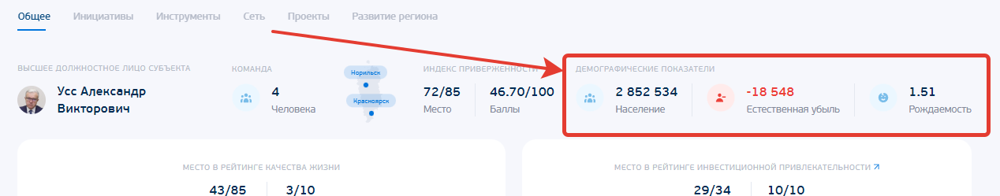 Общее Инициативы Инструменты Сеть Проекты Развитие региона
ВЫСШЕЕ ДОЛЖНОСТНОЕ ЛИЦО СУБЪЕКТА
Усс Александр
Викторович
КОМАНДА
4
Человека
Норильск
Красноярск
ИНДЕКС ПРИВЕРЖЕННОСТИ
72/85 46.70/100
Место Баллы
ДЕМОГРАФИЧЕСКИЕ ПОКАЗАТЕЛИ
2 852 534 -18 548 1.51
Население Естественная убыль Рождаемость
МЕСТО В РЕЙТИНГЕ КАЧЕСТВА ЖИЗНИ
43/85 3/10
МЕСТО В РЕЙТИНГЕ ИНВЕСТИЦИОННОЙ ПРИВЛЕКАТЕЛЬНОСТИ
29/34 10/10